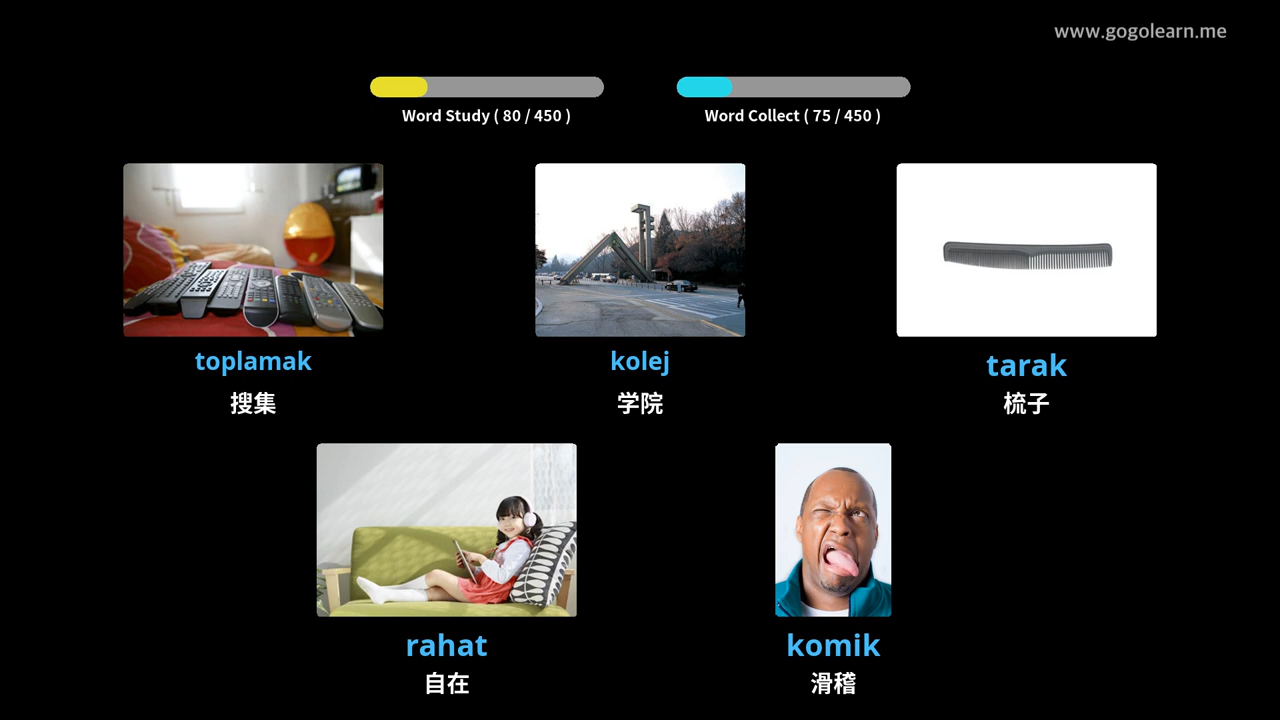 www.gogolearn.me
Word Study ( 80 / 450 )
Word Collect ( 75 / 450 )
toplamak
搜集
kolej
学院
tarak
梳子
rahat
自在
komik
滑稽